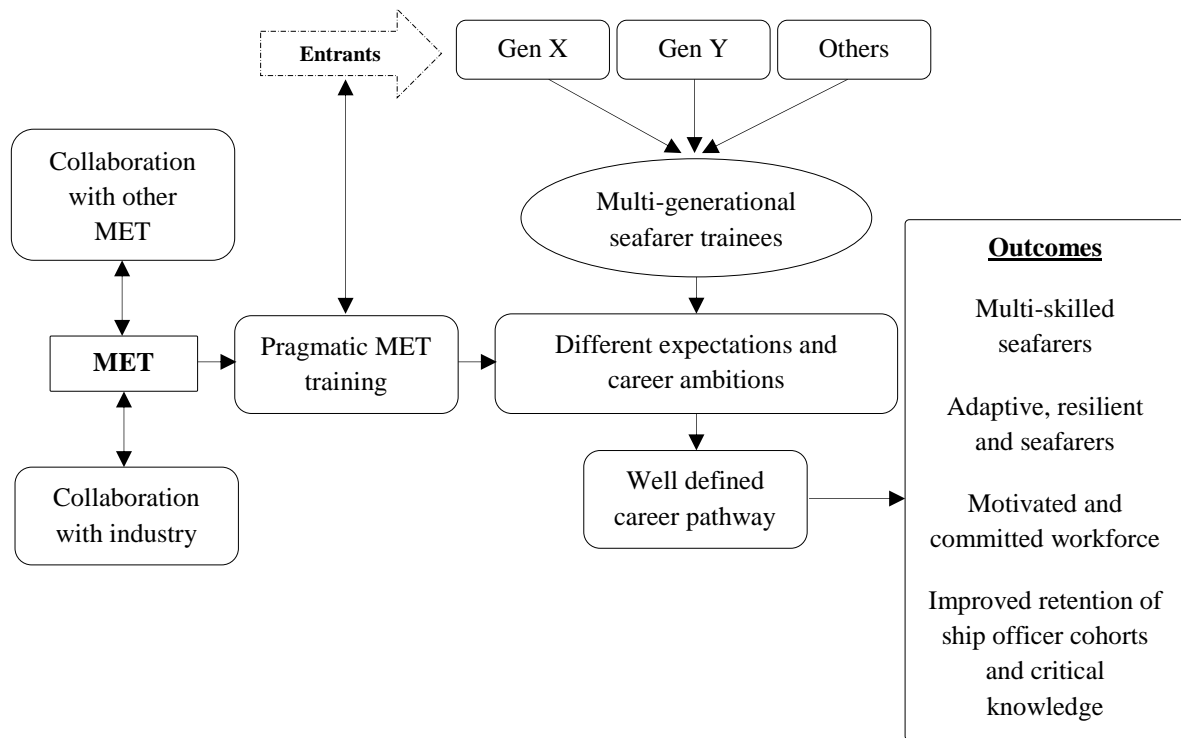 Entrants
Gen X
Gen Y
Others
Collaboration
with other
MET
Multi-generational
seafarer trainees
MET
Pragmatic MET
training
Different expectations and
career ambitions
Collaboration
with industry
Well defined
career pathway
Outcomes
Multi-skilled
seafarers
Adaptive, resilient
and seafarers
Motivated and
committed workforce
Improved retention of
ship officer cohorts
and critical
knowledge